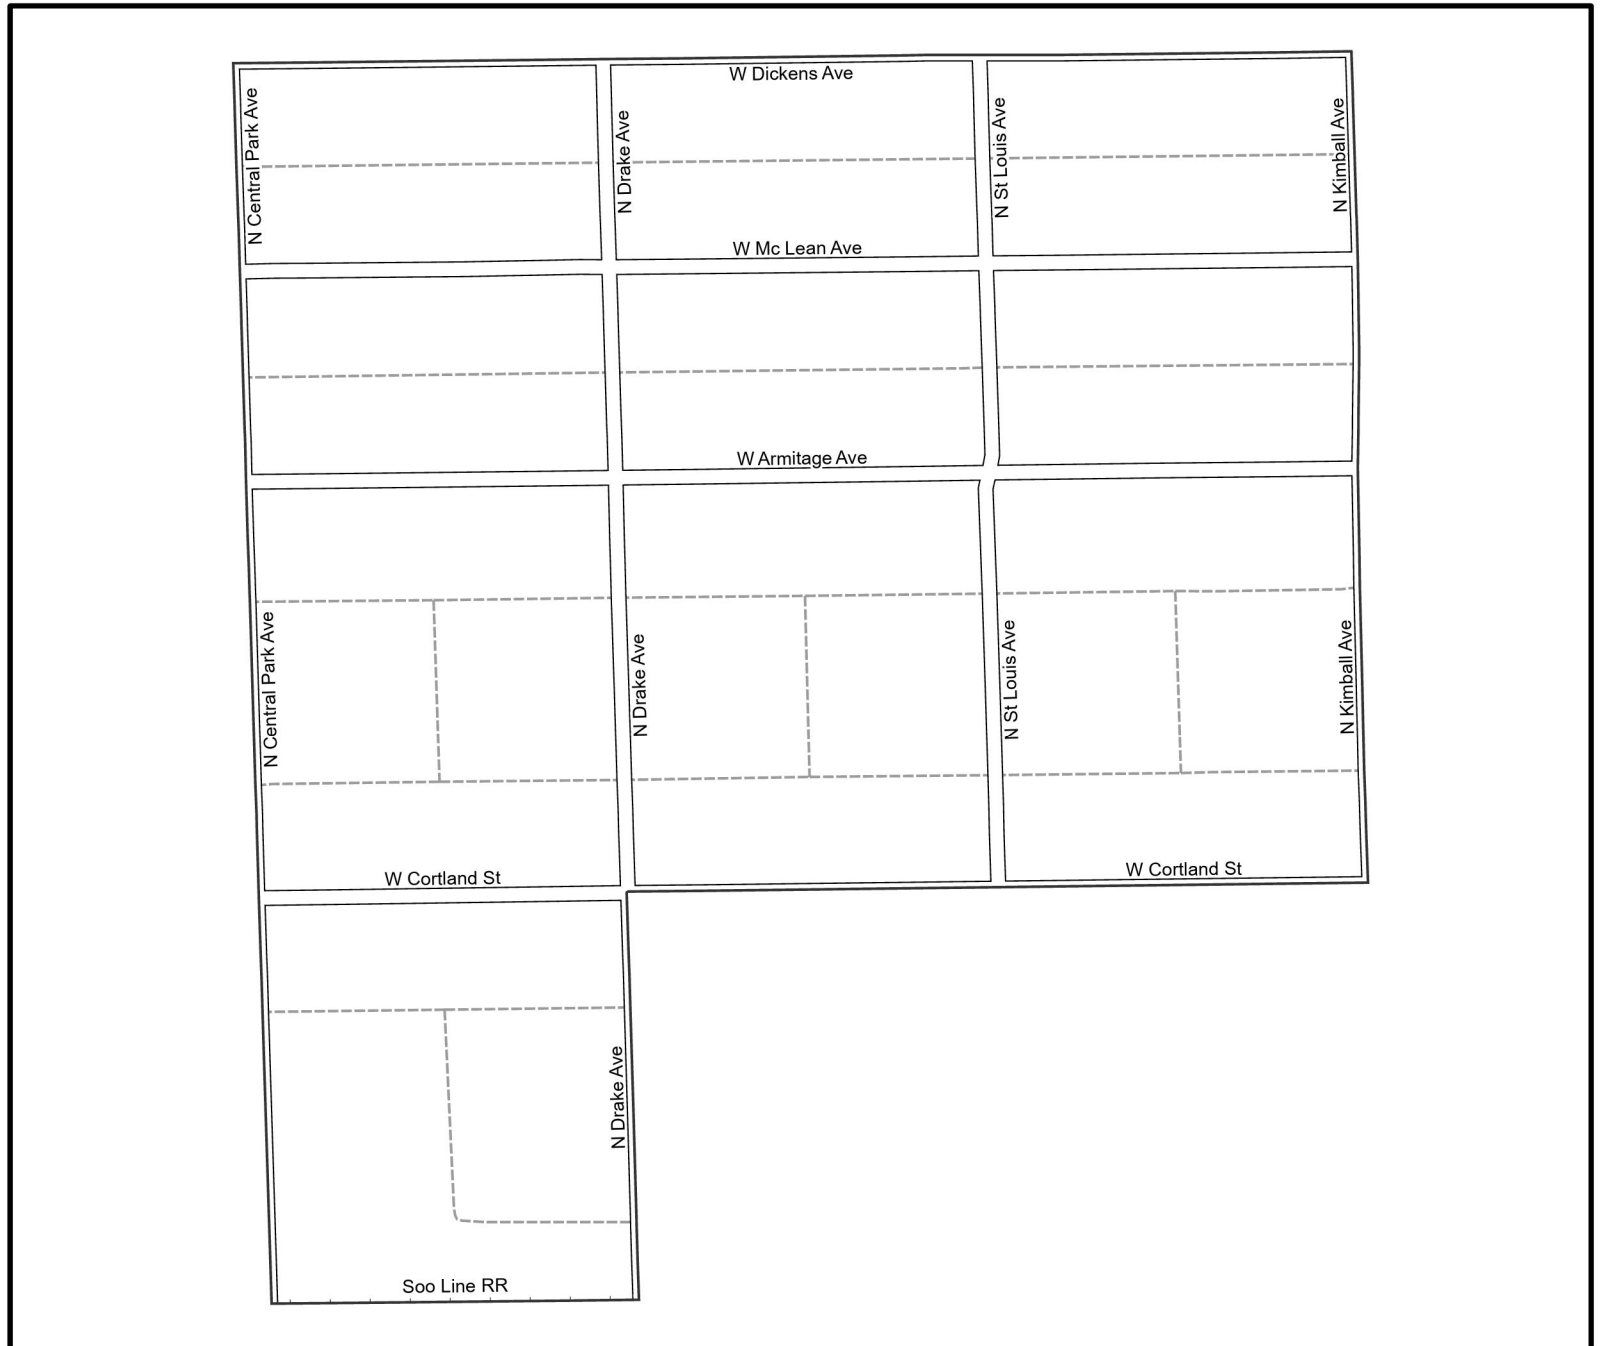 W Dickens Ave
N Central Park Ave
N Drake Ave
N St Louis Ave
N Kimball Ave
W Mc Lean Ave
W Armitage Ave
N Central Park Ave
N Drake Ave
N St Louis Ave
N Kimball Ave
W Cortland St
W Cortland St
N Drake Ave
Soo Line RR